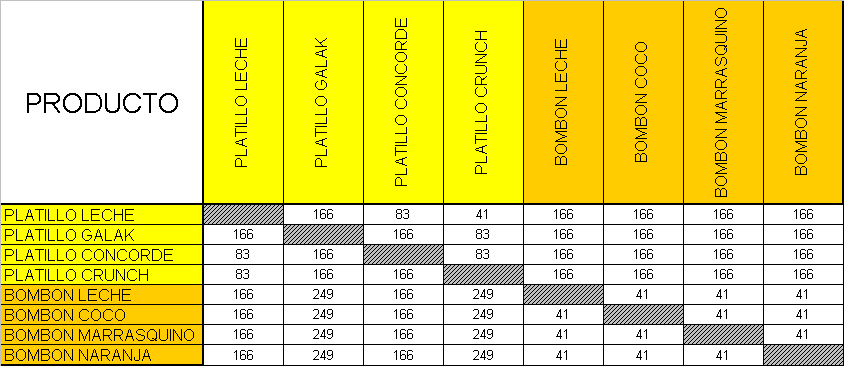 PRODUCTO PLATILLO LECHE PLATILLO GALAK PLATILLO CONCORDE PLATILLO CRUNCH BOMBON LECHE BOMBON COCO BOMBON MARRASQUINO BOMBON NARANJA
PLATILLO LECHE 166 83 41 166 166 166 166
PLATILLO GALAK 166 166 83 166 166 166 166
PLATILLO CONCORDE 83 166 83 166 166 166 166
PLATILLO CRUNCH 83 166 166 166 166 166 166
BOMBON LECHE 166 249 166 249 41 41 41
BOMBON COCO 166 249 166 249 41 41 41
BOMBON MARRASQUINO 166 249 166 249 41 41 41
BOMBON NARANJA 166 249 166 249 41 41 41